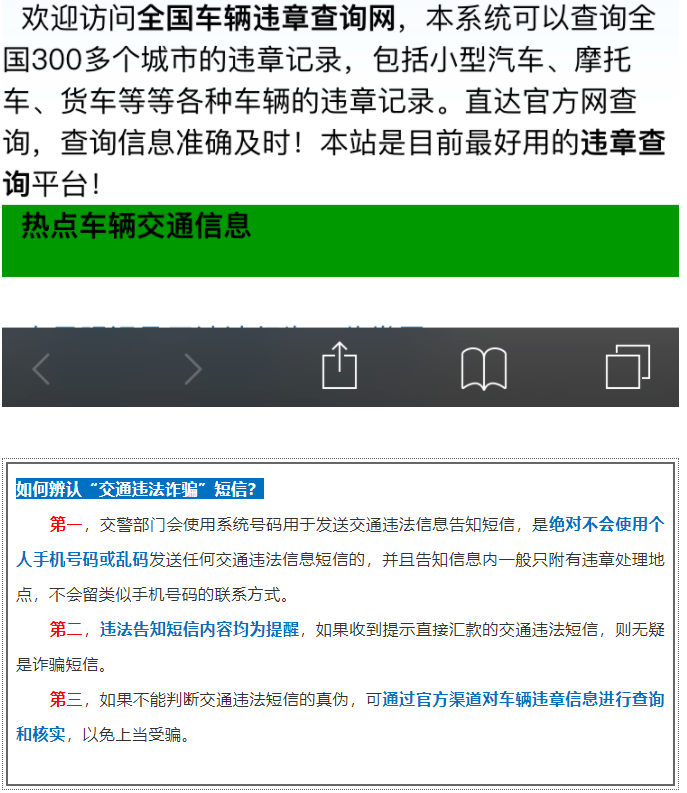 欢迎访问全国车辆违章查询网，本系统可以查询全
国300多个城市的违章记录，包括小型汽车、摩托
车、货车等等各种车辆的违章记录。直达官方网查
询，查询信息准确及时！本站是目前最好用的违章查
询平台！
热点车辆交通信息
如何辨认“交通违法诈骗”短信？
第一，交警部门会使用系统号码用于发送交通违法信息告知短信，是绝对不会使用个
人手机号码或乱码发送任何交通违法信息短信的，并且告知信息内一般只附有违章处理地
点，不会留类似手机号码的联系方式。
第二，违法告知短信内容均为提醒，如果收到提示直接汇款的交通违法短信，则无疑
是诈骗短信。
第三，如果不能判断交通违法短信的真伪，可通过官方渠道对车辆违章信息进行查询
和核实，以免上当受骗。